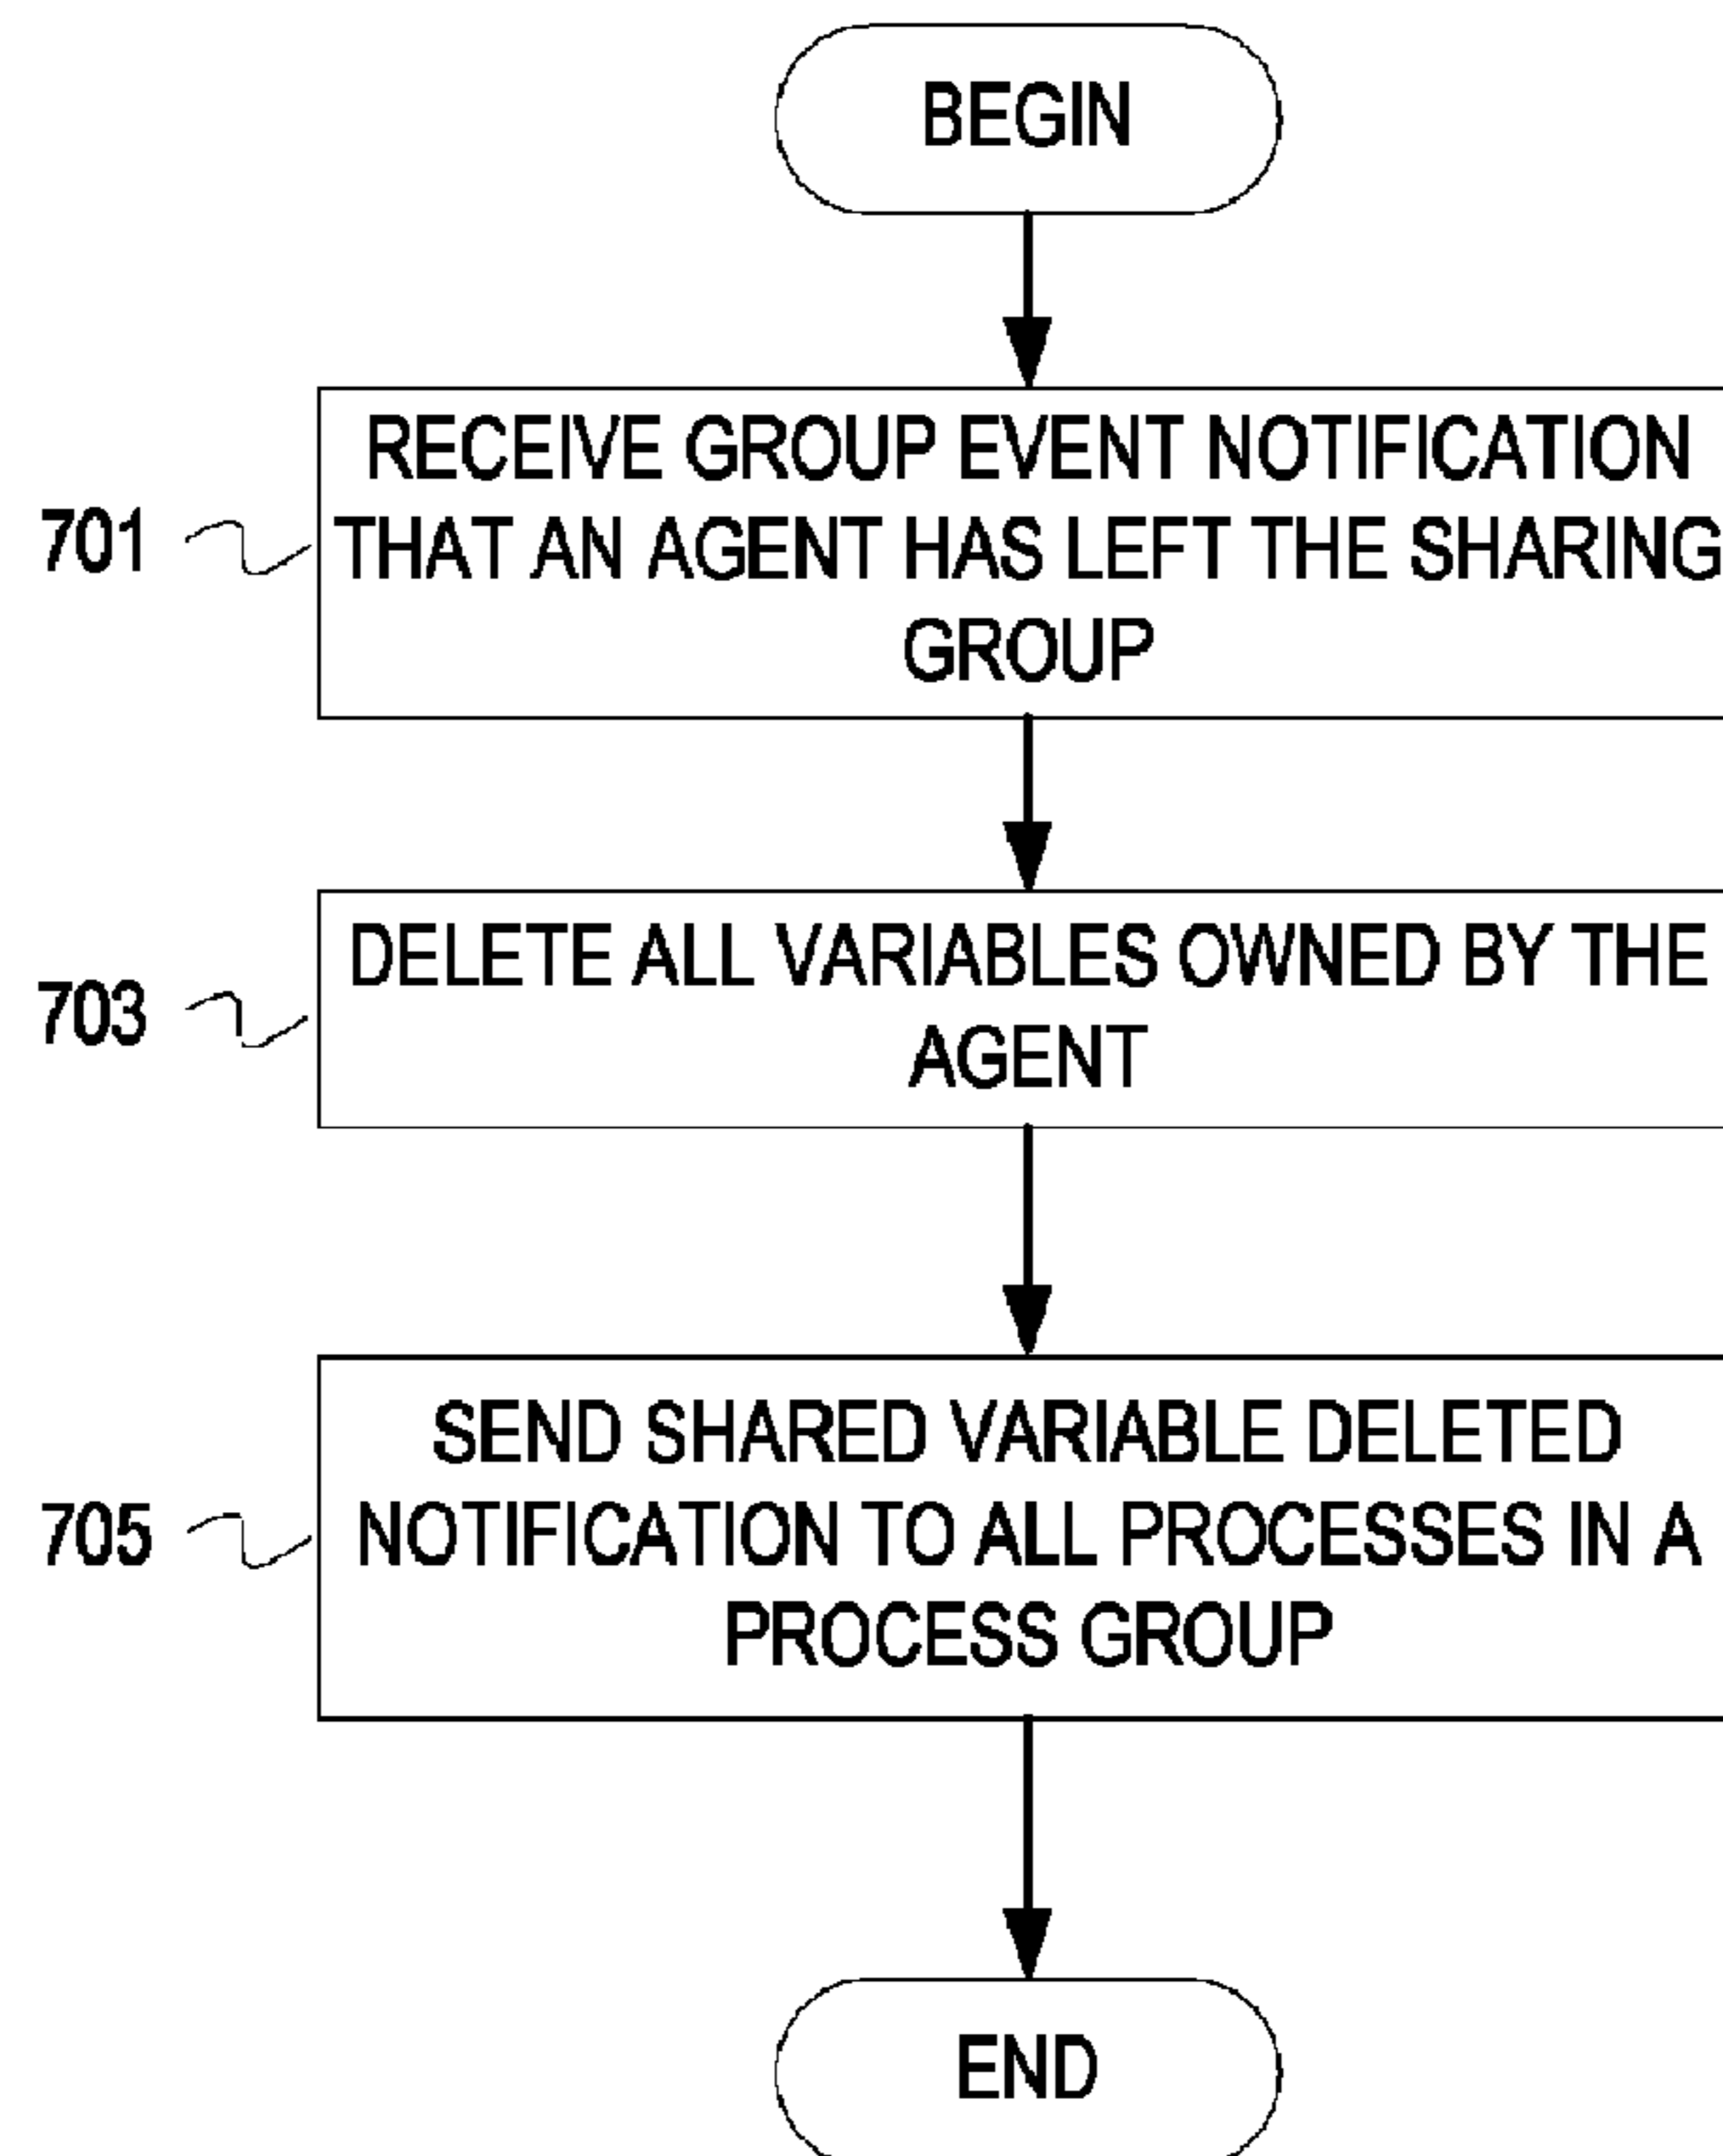 BEGIN
701
RECEIVE GROUP EVENT NOTIFICATION
THAT AN AGENT HAS LEFT THE SHARING
GROUP
703
DELETE ALL VARIABLES OWNED BY THE
AGENT
705
SEND SHARED VARIABLE DELETED
NOTIFICATION TO ALL PROCESSES IN A
PROCESS GROUP
END